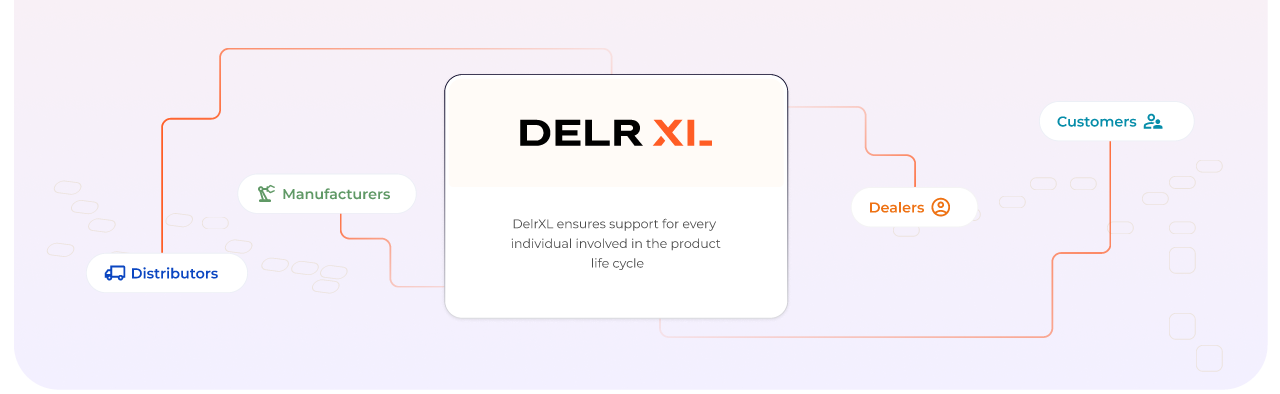 DELR XL
Customers
Manufacturers
Dealers
DelrXL ensures support for every
individual involved in the product
life cycle
Distributors